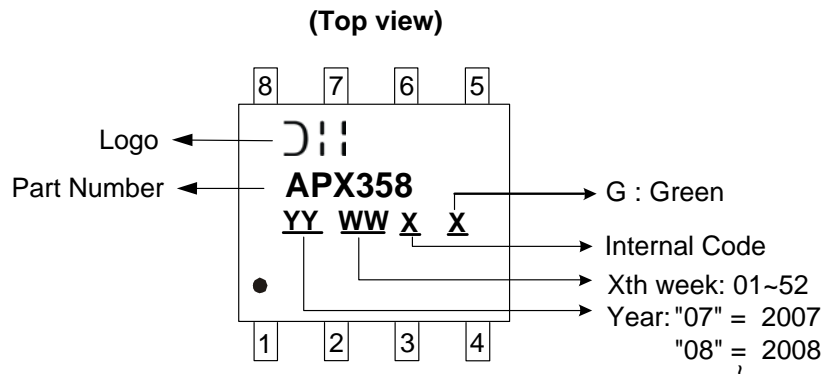 (Top view)
8 7 6 5
Logo
Part Number
APX358
YY WW X X
G : Green
Internal Code
Xth week: 01~52
Year: "07" = 2007
"08" = 2008
~
1 2 3 4